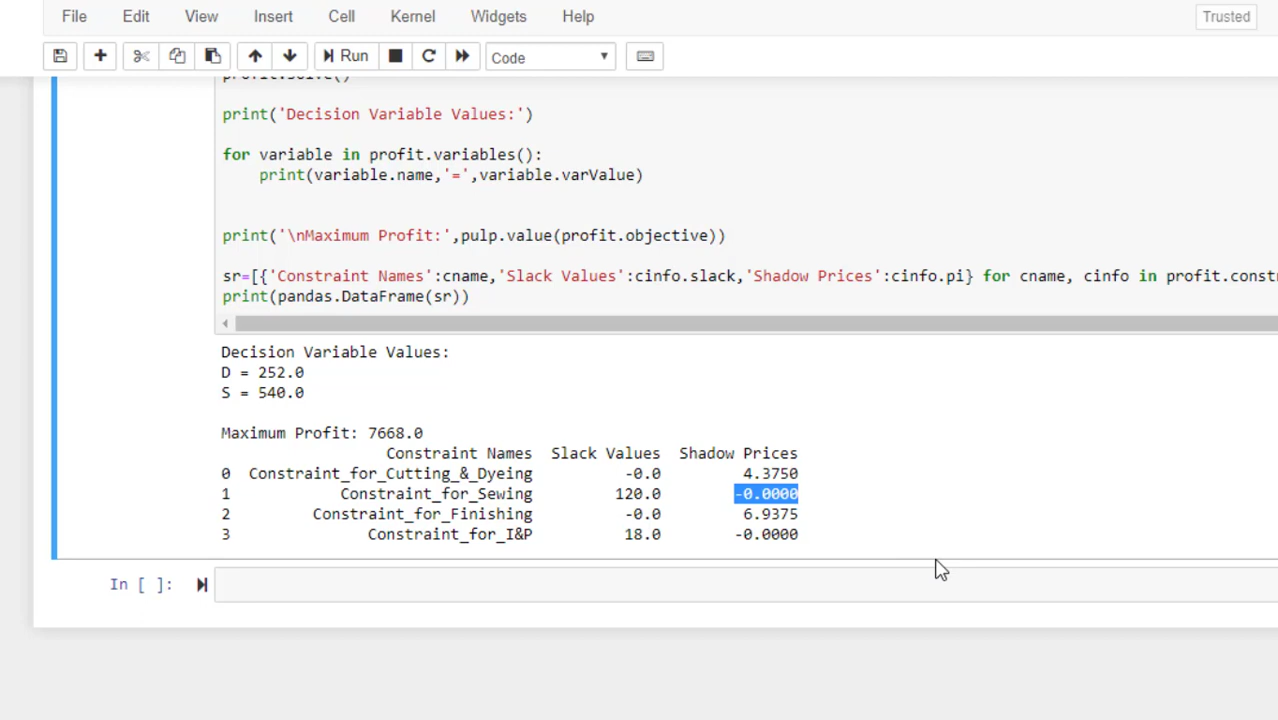 File Edit View Insert Cell Kernel Widgets Help Trusted
Run Code
print('Decision Variable Values:')
for variable in profit.variables():
print(variable.name,'=',variable.varValue)
print('\nMaximum Profit:',pulp.value(profit.objective))
sr=[{'Constraint Names':cname,'Slack Values':cinfo.slack,'Shadow Prices':cinfo.pi} for cname, cinfo in profit.const
print(pandas.DataFrame(sr))
Decision Variable Values:
D = 252.0
S = 540.0
Maximum Profit: 7668.0
Constraint Names Slack Values Shadow Prices
0 Constraint_for_Cutting_&_Dyeing -0.0 4.3750
1 Constraint_for_Sewing 120.0 -0.0000
2 Constraint_for_Finishing -0.0 6.9375
3 Constraint_for_I&P 18.0 -0.0000
In [ ]: